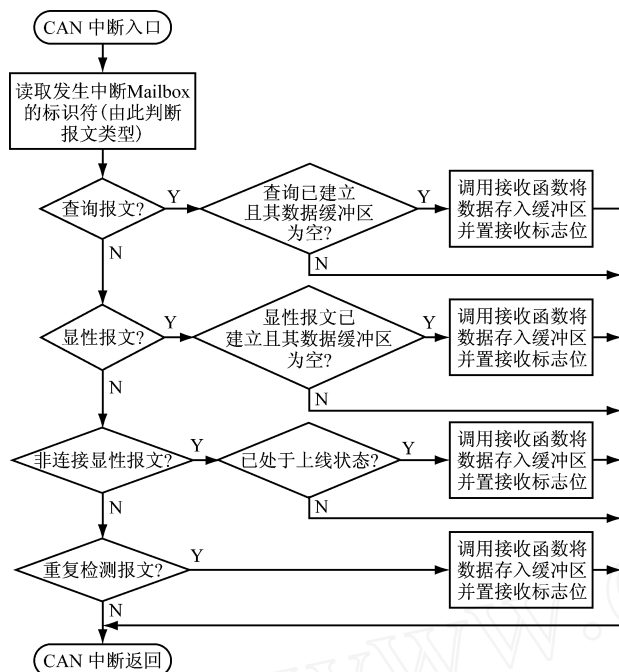 CAN 中断入口
读取发生中断Mailbox
的标识符(由此判断
报文类型)
查询报文?
Y
查询已建立
且其数据缓冲区
为空?
Y
调用接收函数将
数据存入缓冲区
并置接收标志位
N
N
显性报文?
Y
显性报文已
建立且其数据缓冲区
为空?
Y
调用接收函数将
数据存入缓冲区
并置接收标志位
N
N
非连接显性报文?
Y
已处于上线状态?
Y
调用接收函数将
数据存入缓冲区
并置接收标志位
N
N
重复检测报文?
Y
调用接收函数将
数据存入缓冲区
并置接收标志位
N
CAN 中断返回